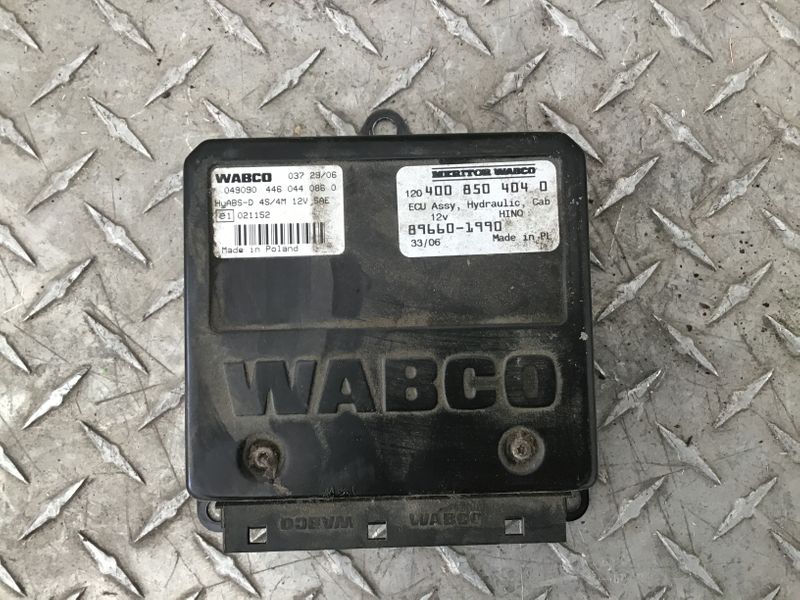 WABCO 037 29/06
049090 446 044 086 0
HyABS-D 4S/4M 12V SAE
e1 021152
Made in Poland
MERITOR WABCO
120 400 850 404 0
ECU Assy, Hydraulic, Cab
12v HINO
89660-1990
33/06 Made in PL
WABCO
WABCO WABCO